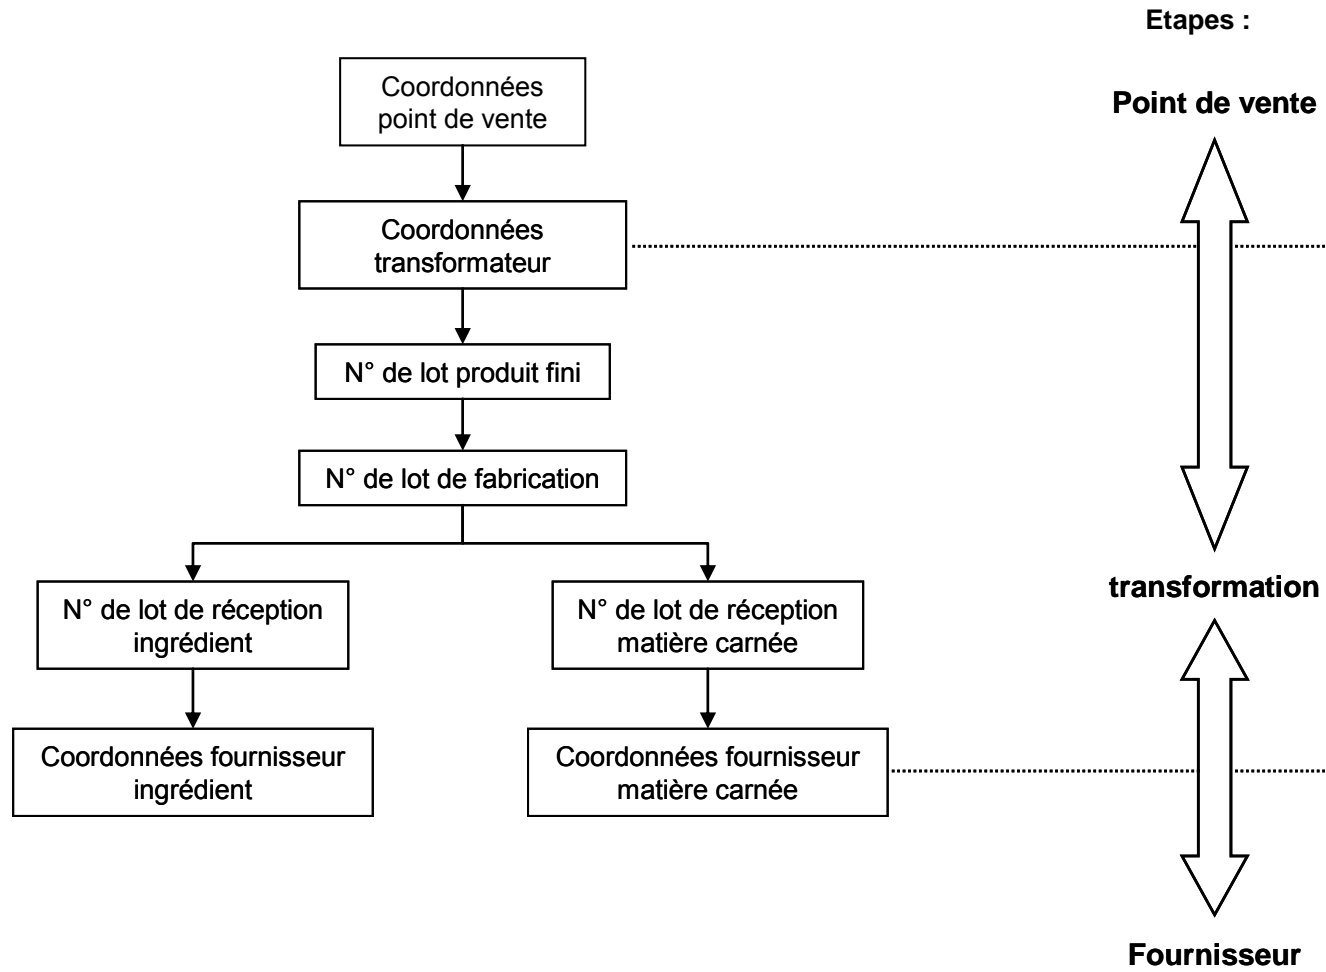 Etapes :
Coordonnées
point de vente
Point de vente
Coordonnées
transformateur
N° de lot produit fini
N° de lot de fabrication
N° de lot de réception
ingrédient
N° de lot de réception
matière carnée
transformation
Coordonnées fournisseur
ingrédient
Coordonnées fournisseur
matière carnée
Fournisseur